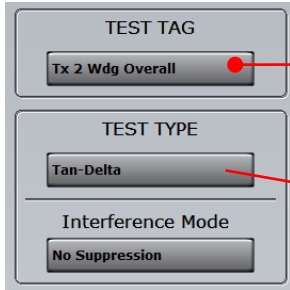 TEST TAG
Tx 2 Wdg Overall
TEST TYPE
Tan-Delta
Interference Mode
No Suppression